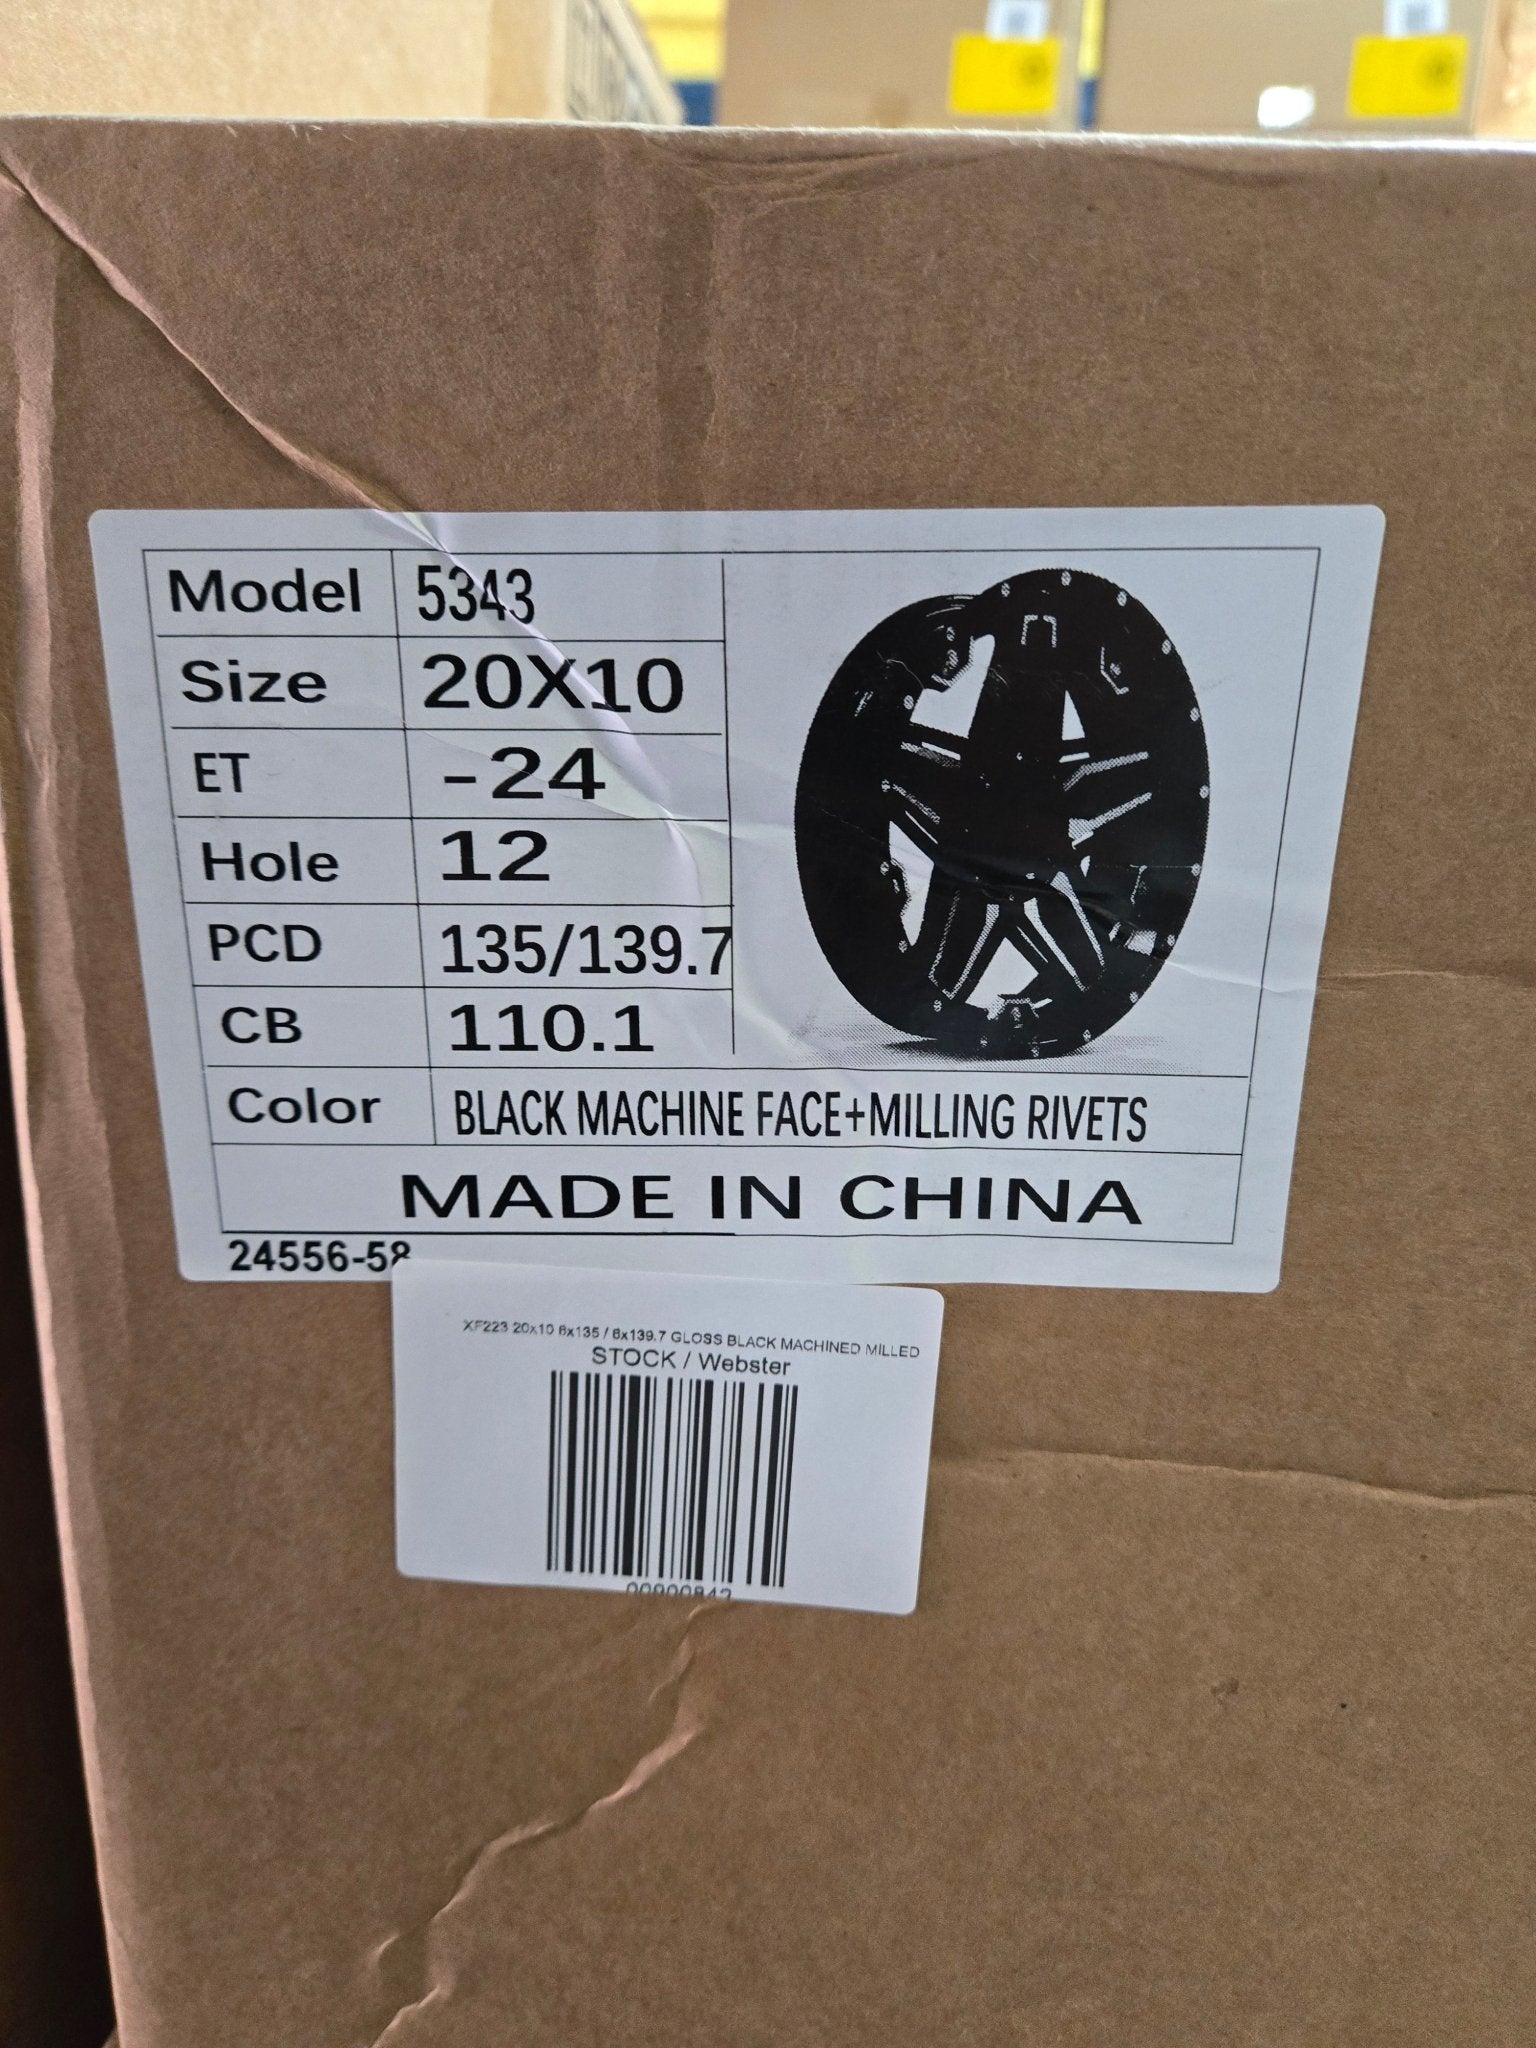 Model 5343
Size 20X10
ET -24
Hole 12
PCD 135/139.7
CB 110.1
Color BLACK MACHINE FACE+MILLING RIVETS
MADE IN CHINA
24556-58
XF223 20x10 6x135 / 6x139.7 GLOSS BLACK MACHINED MILLED
STOCK / Webster